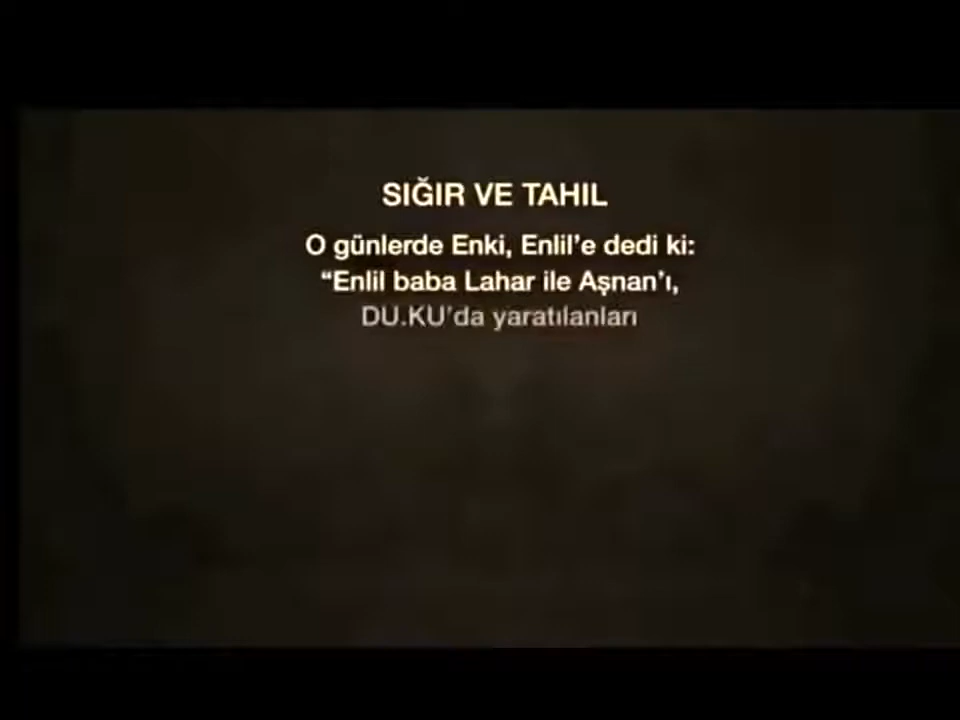 SIĞIR VE TAHIL
O günlerde Enki, Enlil'e dedi ki:
“Enlil baba Lahar ile Aşnan'ı,
DU.KU'da yaratılanları